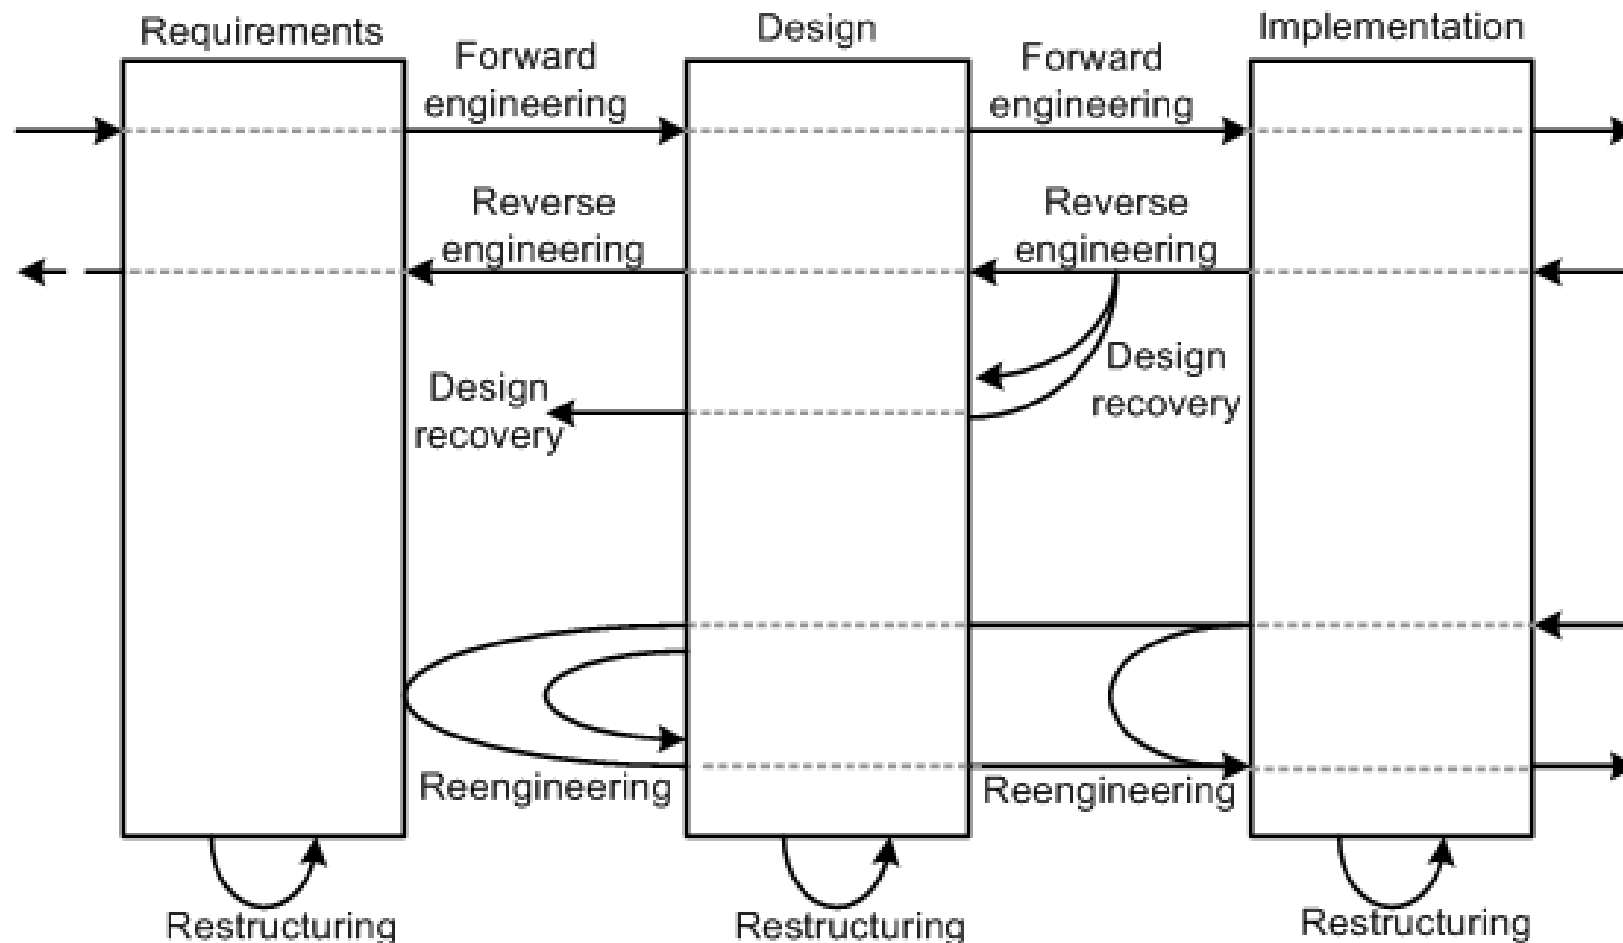 Requirements
Design
Implementation
Forward
engineering
Forward
engineering
Reverse
engineering
Reverse
engineering
Design
recovery
Design
recovery
Reengineering
Reengineering
Restructuring
Restructuring
Restructuring